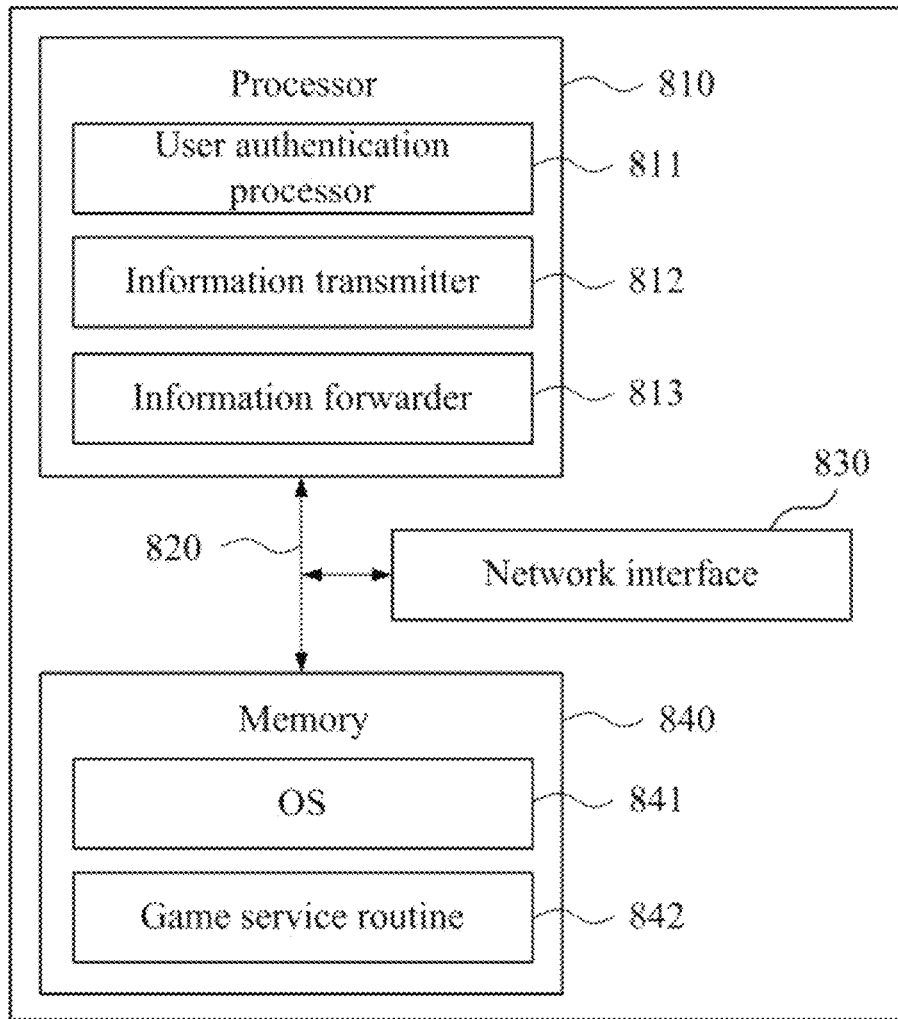 Processor
810
User authentication
processor
811
Information transmitter
812
Information forwarder
813
830
820
Network interface
Memory
840
OS
841
Game service routine
842